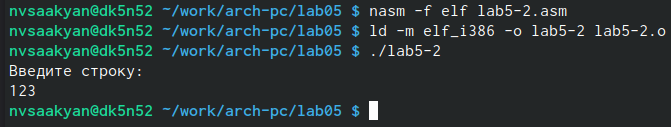 nvsaakyan@dk5n52 ~/work/arch-pc/lab05 $ nasm -f elf lab5-2.asm
nvsaakyan@dk5n52 ~/work/arch-pc/lab05 $ ld -m elf_i386 -o lab5-2 lab5-2.o
nvsaakyan@dk5n52 ~/work/arch-pc/lab05 $ ./lab5-2
Введите строку:
123
nvsaakyan@dk5n52 ~/work/arch-pc/lab05 $